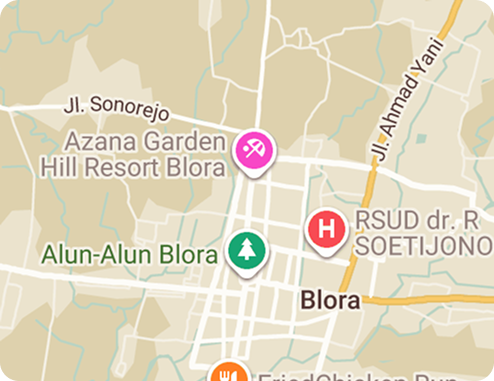 Jl. Sonorejo
Jl. Ahmad Yani
Azana Garden
Hill Resort Blora
RSUD dr. R
SOETIJONO
Alun-Alun Blora
H
Blora